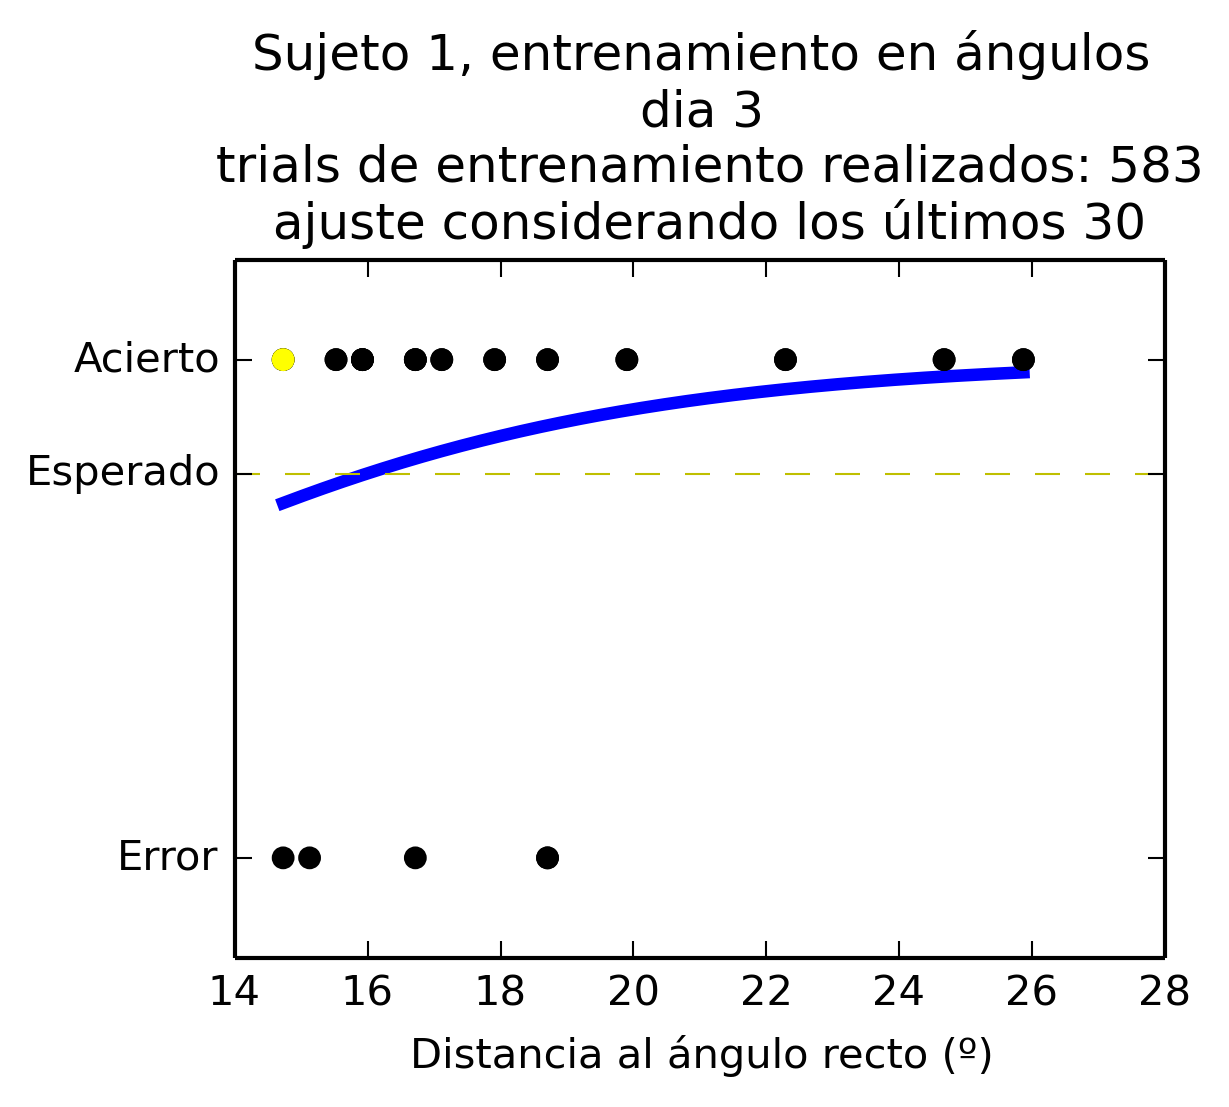 Sujeto 1, entrenamiento en ángulos
dia 3
trials de entrenamiento realizados: 583
ajuste considerando los últimos 30
Acierto
Esperado
Error
14 16 18 20 22 24 26 28
Distancia al ángulo recto (º)